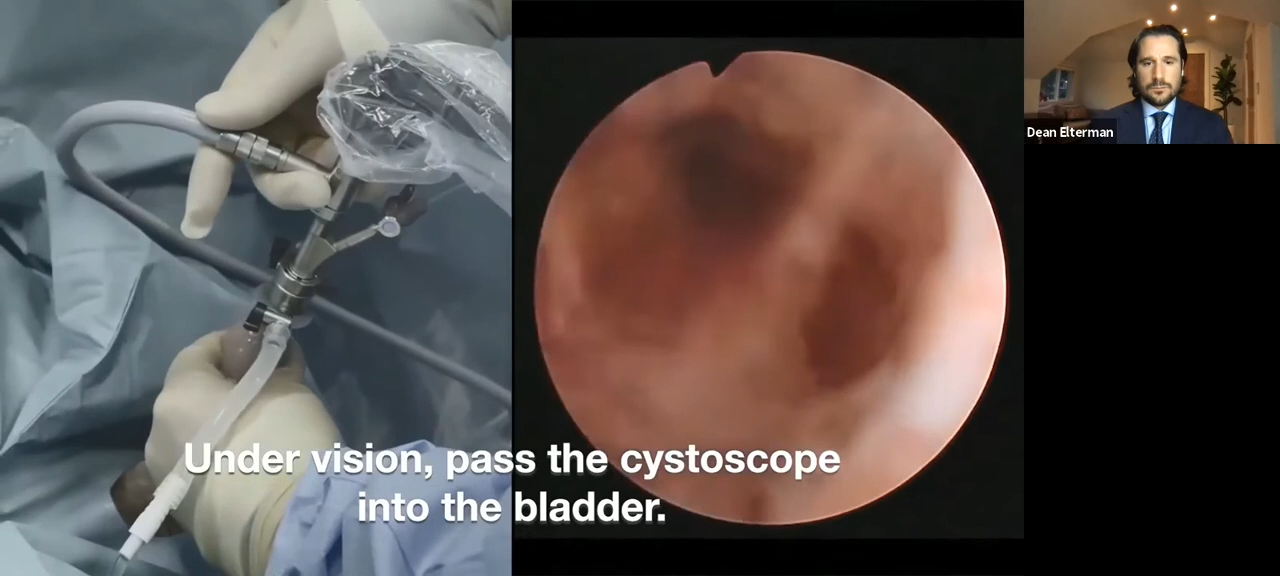 Dean Elterman
Under vision, pass the cystoscope
into the bladder.